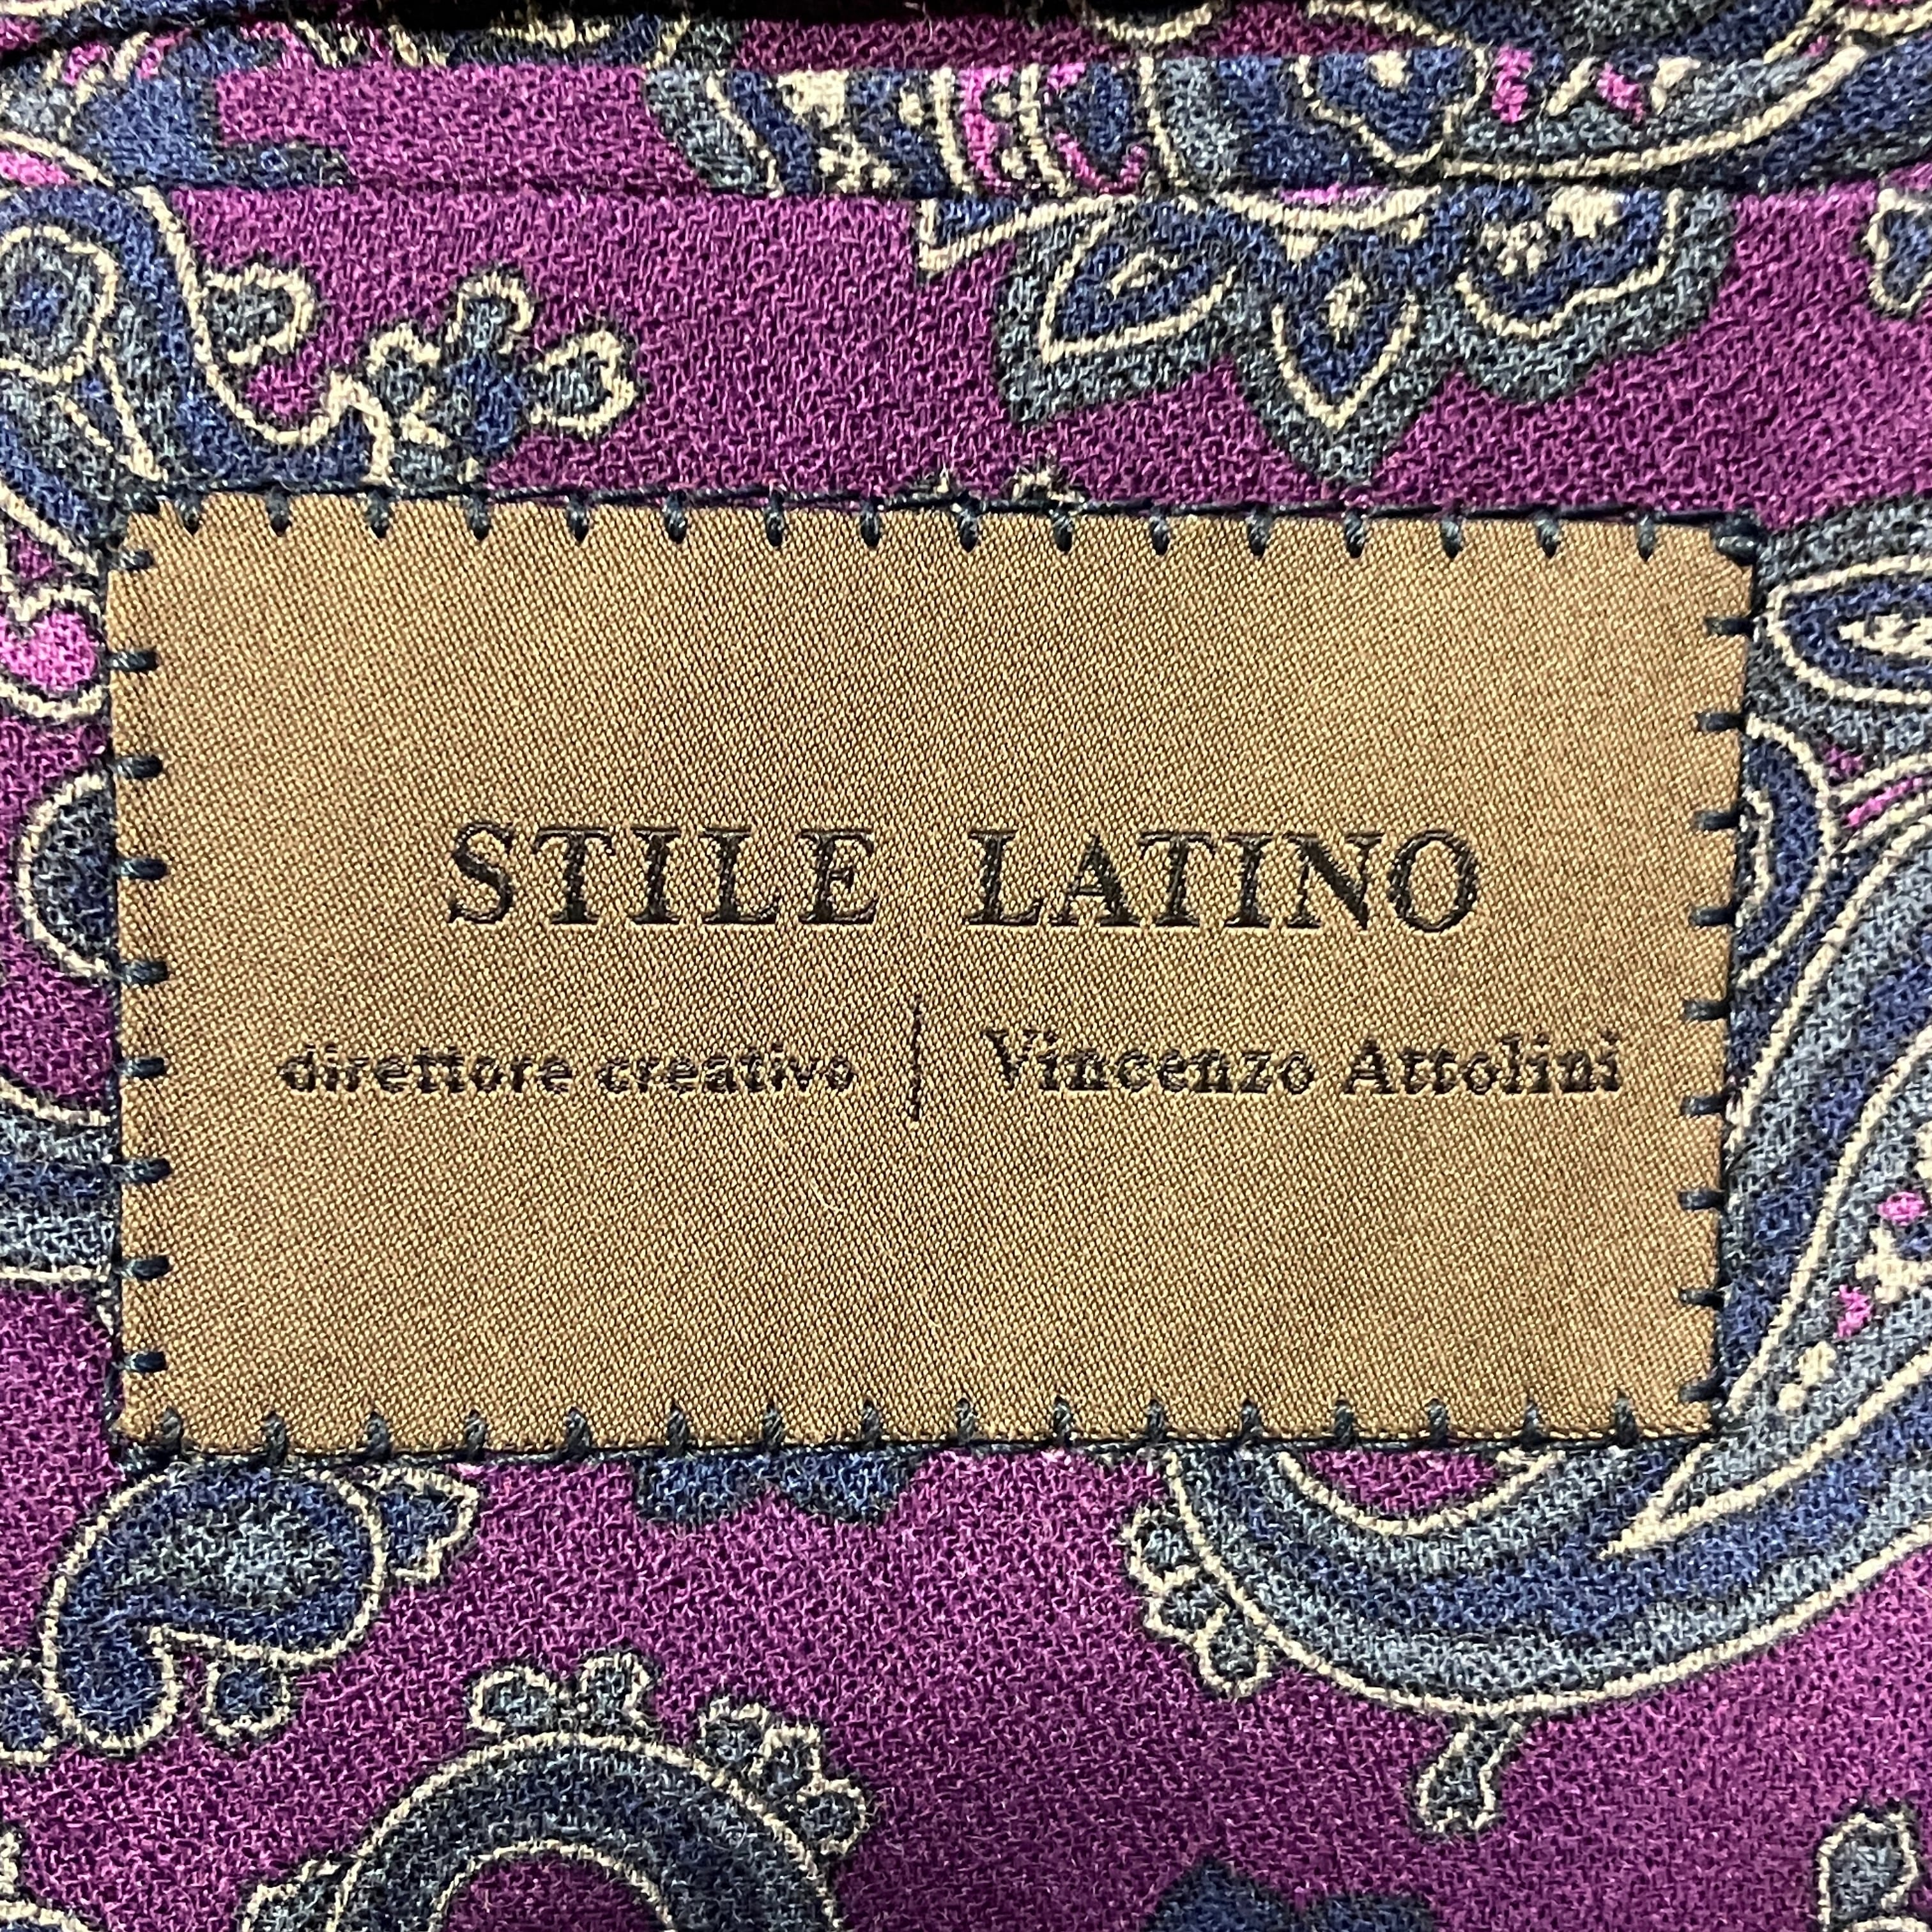 STILE LATINO
direttore creativo | Vincenzo Attolini